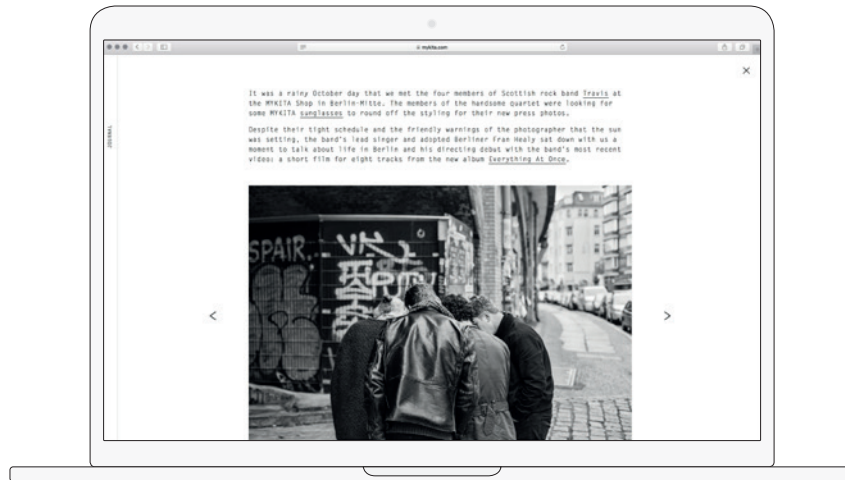 mykita.com
JOURNAL
It was a rainy October day that we met the four members of Scottish rock band Travis at
the MYKITA Shop in Berlin-Mitte. The members of the handsome quartet were looking for
some MYKITA sunglasses to round off the styling for their new press photos.
Despite their tight schedule and the friendly warnings of the photographer that the sun
was setting, the band's lead singer and adopted Berliner Fran Healy sat down with us a
moment to talk about life in Berlin and his directing debut with the band's most recent
video: a short film for eight tracks from the new album Everything At Once.
SPAIR.